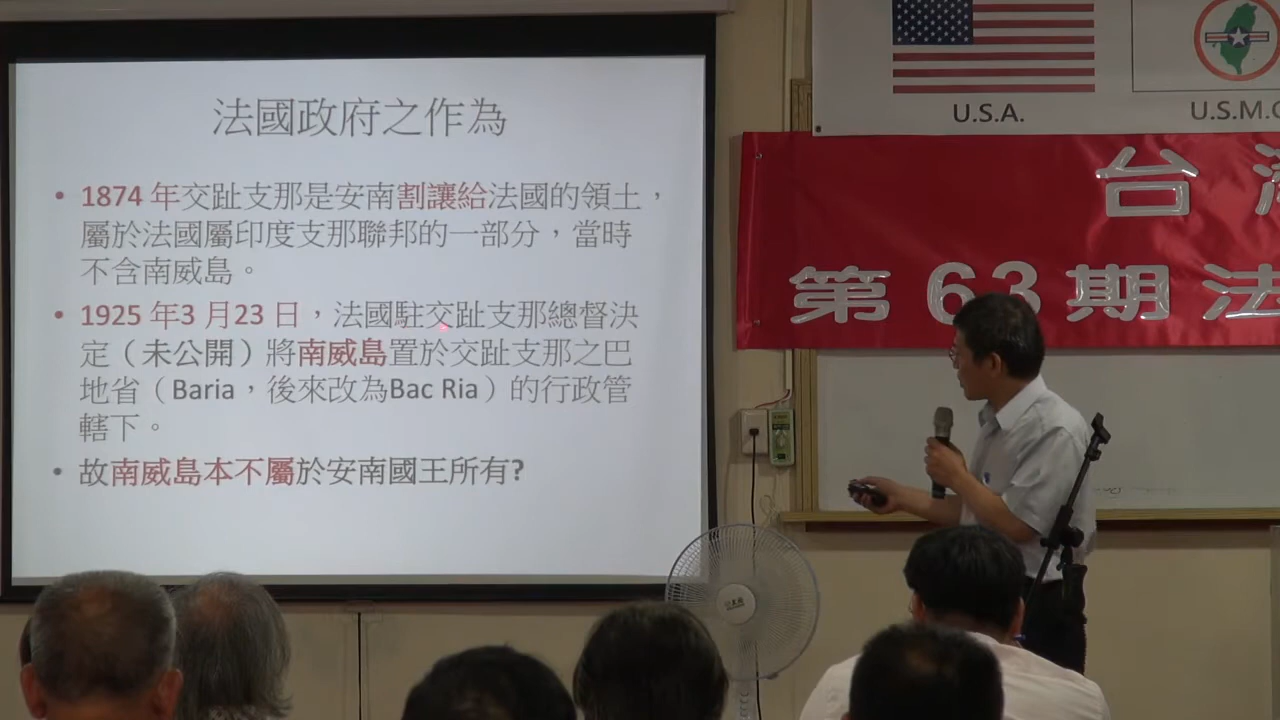 法國政府之作為
• 1874 年交趾支那是安南割讓給法國的領土，
屬於法國屬印度支那聯邦的一部分，當時
不含南威島。
• 1925 年3 月23 日，法國駐交趾支那總督決
定（未公開）將南威島置於交趾支那之巴
地省（Baria，後來改為Bac Ria）的行政管
轄下。
• 故南威島本不屬於安南國王所有?
U.S.A.
U.S.M.
台
第 63 期 法